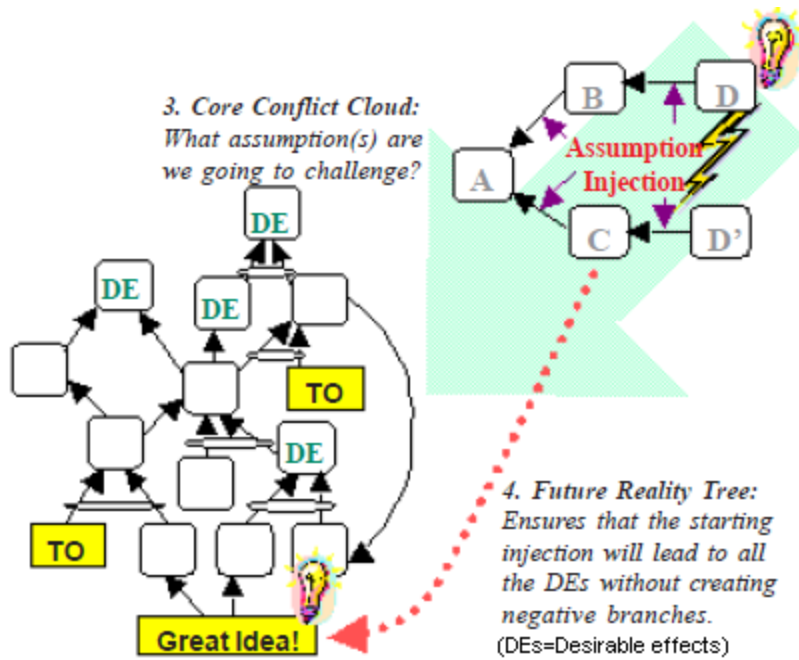 3. Core Conflict Cloud:
What assumption(s) are
we going to challenge?
B
D
Assumption
Injection
A
C
D'
DE
DE
DE
TO
DE
TO
Great Idea!
4. Future Reality Tree:
Ensures that the starting
injection will lead to all
the DEs without creating
negative branches.
(DEs=Desirable effects)